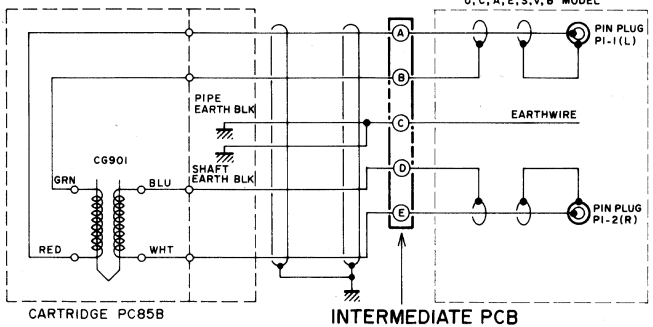 U, C, A, E, S, V, B MODEL
A
PIN PLUG
P1-1(L)
B
PIPE
EARTH BLK
C
EARTHWIRE
CG901
SHAFT
EARTH BLK
D
GRN
BLU
E
PIN PLUG
P1-2(R)
RED
WHT
CARTRIDGE PC85B
INTERMEDIATE PCB